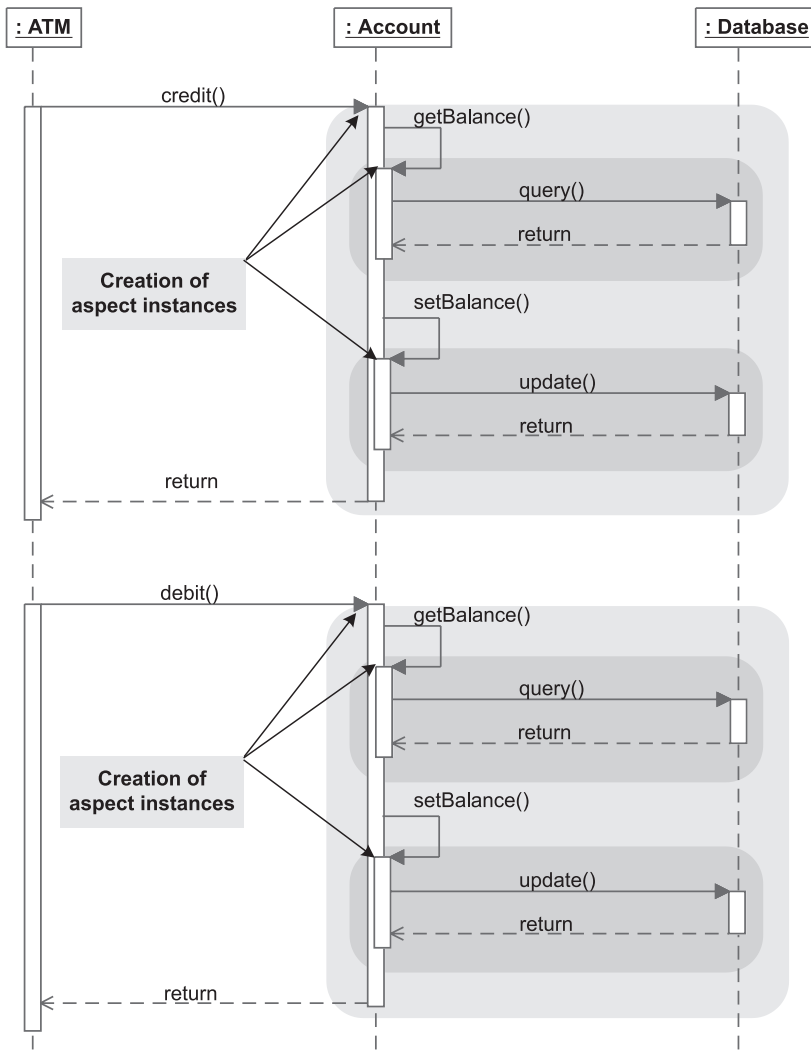 : ATM
: Account
: Database
credit()
getBalance()
query()
return
Creation of
aspect instances
setBalance()
update()
return
return
debit()
getBalance()
query()
return
Creation of
aspect instances
setBalance()
update()
return
return